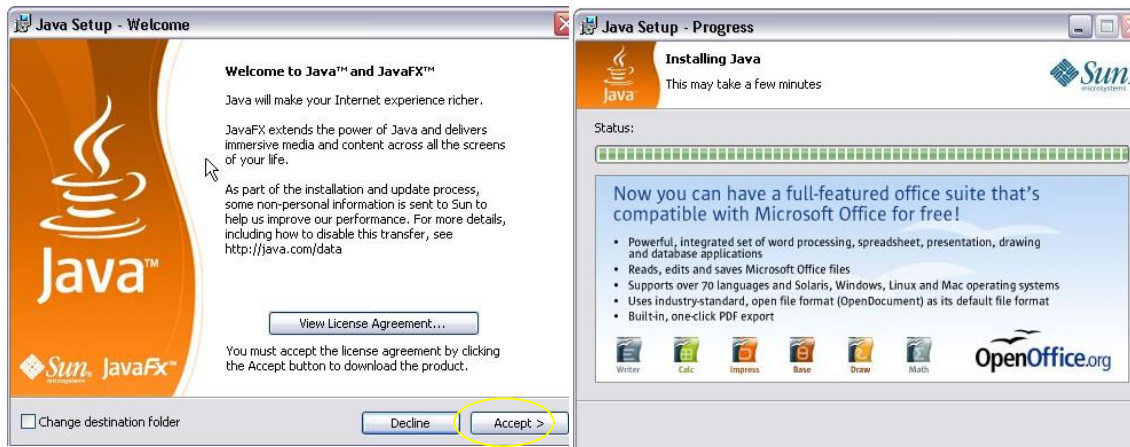 Java Setup - Welcome
Welcome to Java™ and JavaFX™
Java will make your Internet experience richer.
JavaFX extends the power of Java and delivers
immersive media and content across all the screens
of your life.
As part of the installation and update process,
some non-personal information is sent to Sun to
help us improve our performance. For more details,
including how to disable this transfer, see
http://java.com/data
Java™
View License Agreement...
You must accept the license agreement by clicking
the Accept button to download the product.
Sun microsystems JavaFX™
Change destination folder
Decline
Accept >
Java Setup - Progress
Java
Installing Java
This may take a few minutes
Sun
microsystems
Status:
Now you can have a full-featured office suite that's
compatible with Microsoft Office for free!
• Powerful, integrated set of word processing, spreadsheet, presentation, drawing
and database applications
• Reads, edits and saves Microsoft Office files
• Supports over 70 languages and Solaris, Windows, Linux and Mac operating systems
• Uses industry-standard, open file format (OpenDocument) as its default file format
• Built-in, one-click PDF export
Writer Calc Impress Base Draw Math
OpenOffice.org